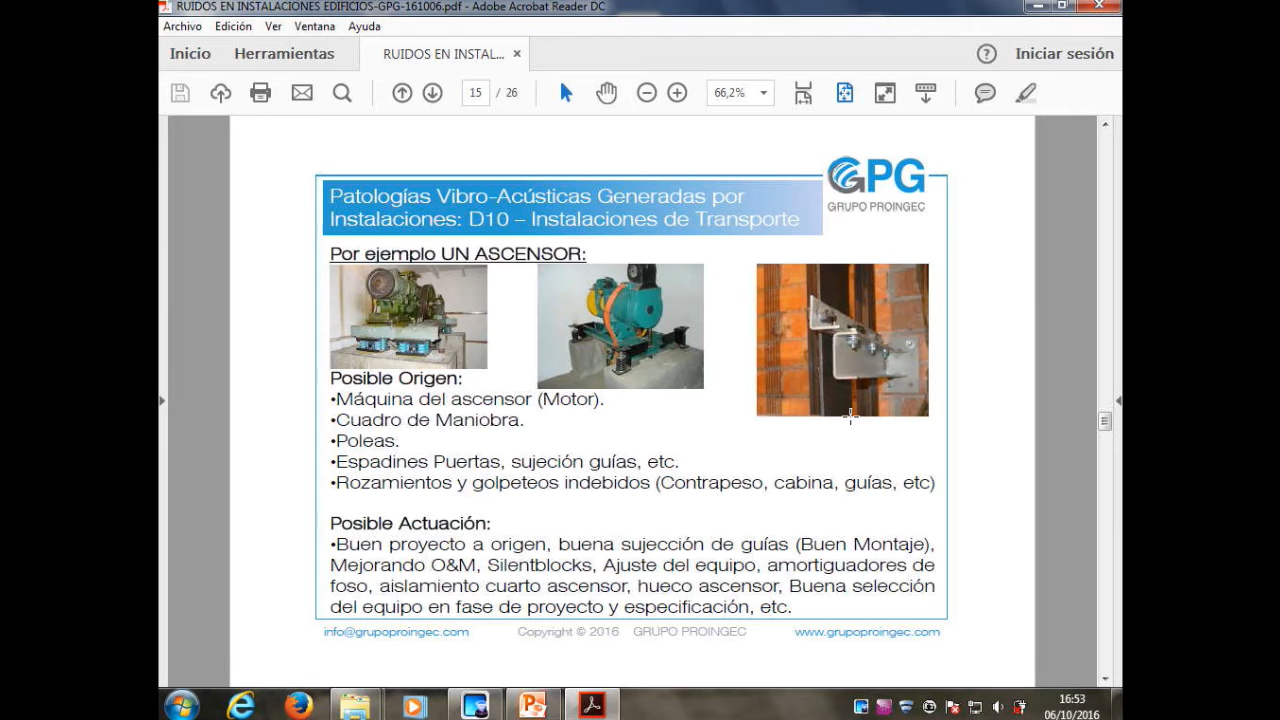 RUIDOS EN INSTALACIONES EDIFICIOS-GPG-161006.pdf - Adobe Acrobat Reader DC
Archivo Edición Ver Ventana Ayuda
Inicio Herramientas RUIDOS EN INSTAL... × Iniciar sesión
15 / 26 66,2%
GPG
GRUPO PROINGEC
Patologías Vibro-Acústicas Generadas por
Instalaciones: D10 – Instalaciones de Transporte
Por ejemplo UN ASCENSOR:
Posible Origen:
•Máquina del ascensor (Motor).
•Cuadro de Maniobra.
•Poleas.
•Espadines Puertas, sujeción guías, etc.
•Rozamientos y golpeteos indebidos (Contrapeso, cabina, guías, etc)
Posible Actuación:
•Buen proyecto a origen, buena sujección de guías (Buen Montaje),
Mejorando O&M, Silentblocks, Ajuste del equipo, amortiguadores de
foso, aislamiento cuarto ascensor, hueco ascensor, Buena selección
del equipo en fase de proyecto y especificación, etc.
info@grupoproingec.com Copyright © 2016 GRUPO PROINGEC www.grupoproingec.com
16:53
06/10/2016